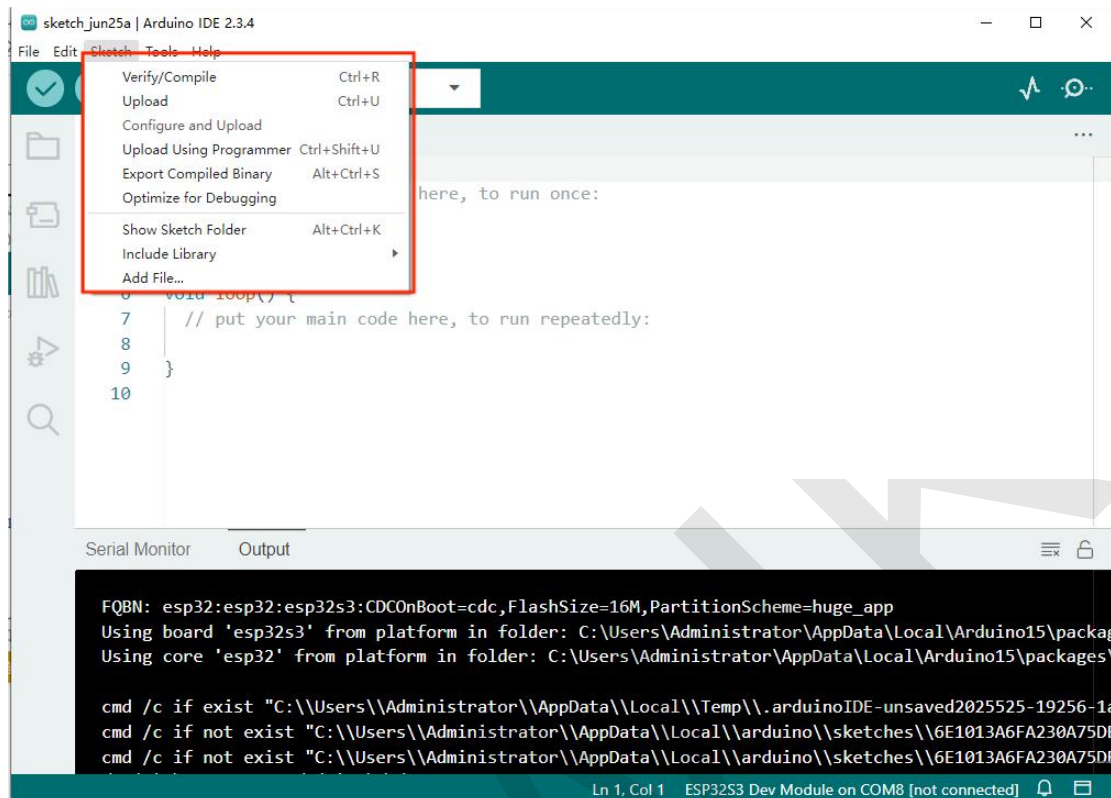 sketch_jun25a | Arduino IDE 2.3.4
File Edit Sketch Tools Help
Verify/Compile Ctrl+R
Upload Ctrl+U
Configure and Upload
Upload Using Programmer Ctrl+Shift+U
Export Compiled Binary Alt+Ctrl+S
Optimize for Debugging
Show Sketch Folder Alt+Ctrl+K
Include Library
Add File...
here, to run once:
6 void loop() {
7 // put your main code here, to run repeatedly:
8
9 }
10
Serial Monitor Output
FQBN: esp32:esp32:esp32s3:CDCOnBoot=cdc,FlashSize=16M,PartitionScheme=huge_app
Using board 'esp32s3' from platform in folder: C:\Users\Administrator\AppData\Local\Arduino15\packag
Using core 'esp32' from platform in folder: C:\Users\Administrator\AppData\Local\Arduino15\packages\
cmd /c if exist "C:\\Users\\Administrator\\AppData\\Local\\Temp\\.arduinoIDE-unsaved2025525-19256-1a
cmd /c if not exist "C:\\Users\\Administrator\\AppData\\Local\\arduino\\sketches\\6E1013A6FA230A75DE
cmd /c if not exist "C:\\Users\\Administrator\\AppData\\Local\\arduino\\sketches\\6E1013A6FA230A75DE
Ln 1, Col 1 ESP32S3 Dev Module on COM8 [not connected]